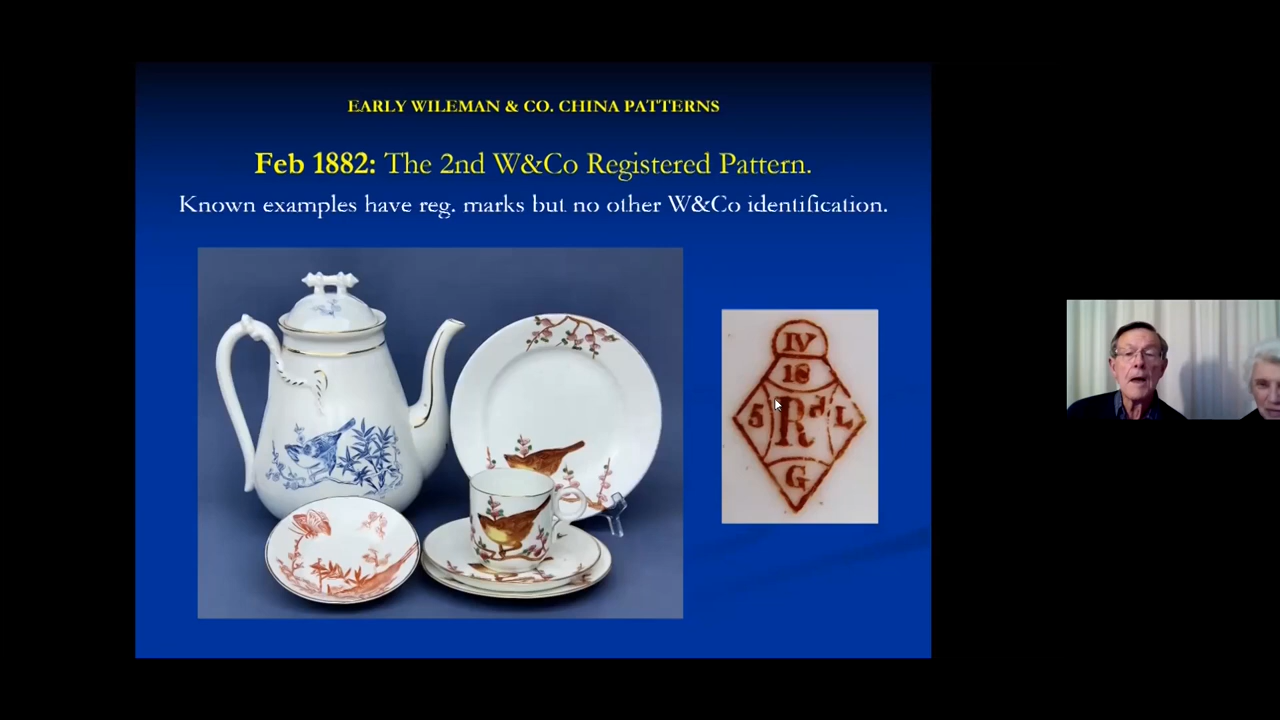 EARLY WILEMAN & CO. CHINA PATTERNS
Feb 1882: The 2nd W&Co Registered Pattern.
Known examples have reg. marks but no other W&Co identification.
IV
18
5 Rd L
G